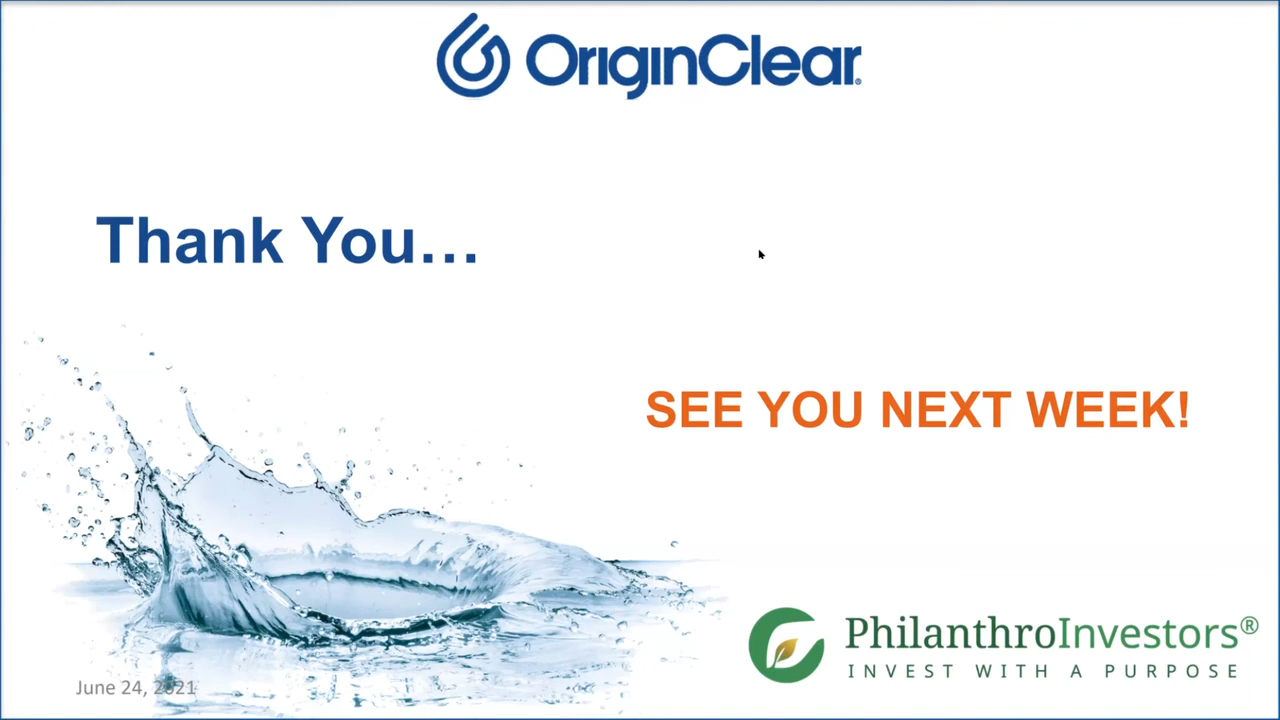 OriginClear®
Thank You...
SEE YOU NEXT WEEK!
PhilanthroInvestors®
INVEST WITH A PURPOSE
June 24, 2021